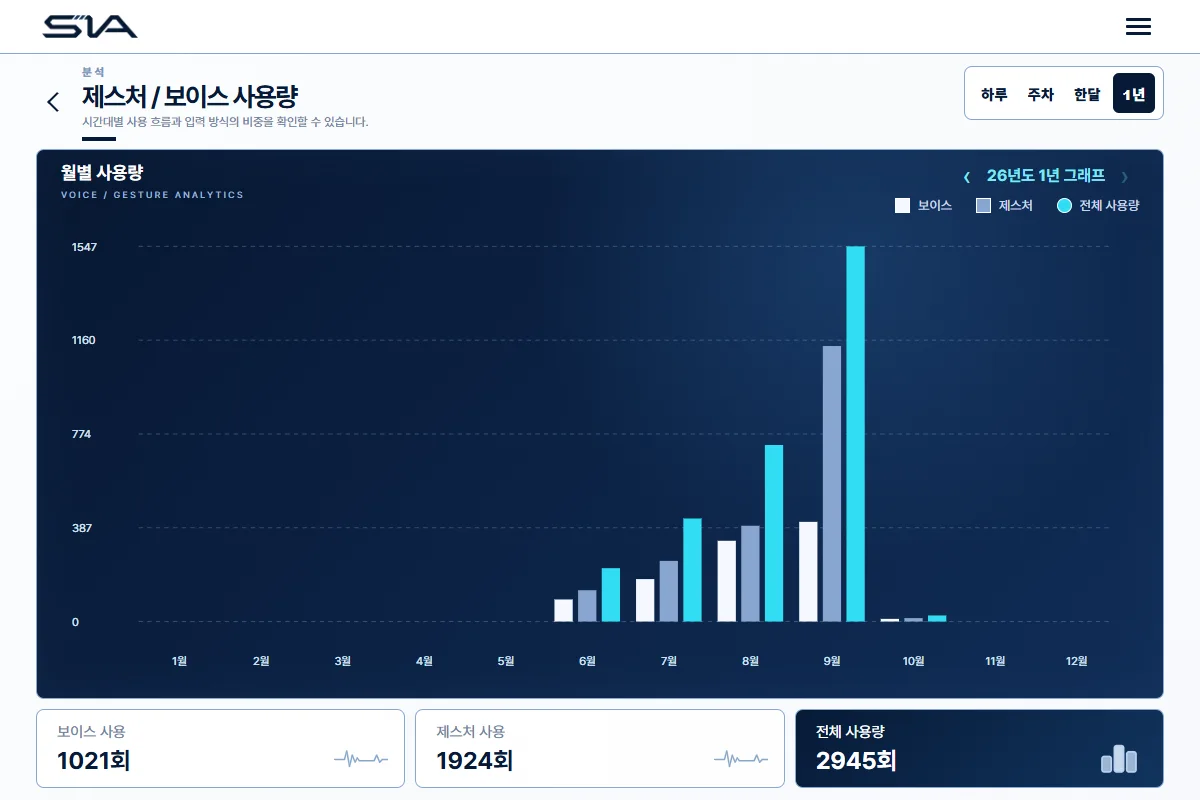 SIA
분석
제스처 / 보이스 사용량
시간대별 사용 흐름과 입력 방식의 비중을 확인할 수 있습니다.
하루 주차 한달 1년
월별 사용량
VOICE / GESTURE ANALYTICS
26년도 1년 그래프
보이스 제스처 전체 사용량
1547
1160
774
387
0
1월 2월 3월 4월 5월 6월 7월 8월 9월 10월 11월 12월
보이스 사용
1021회
제스처 사용
1924회
전체 사용량
2945회